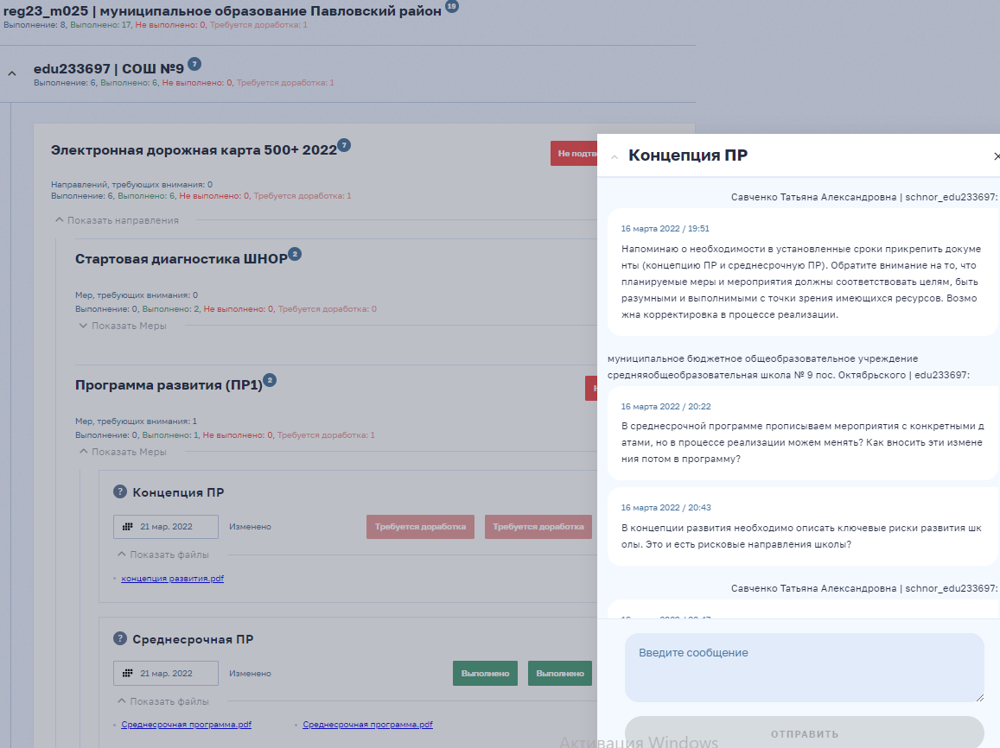 reg23_m025 | муниципальное образование Павловский район 19
Выполнение: 8, Выполнено: 17, Не выполнено: 0, Требуется доработка: 1
edu233697 | СОШ №9 7
Выполнение: 6, Выполнено: 6, Не выполнено: 0, Требуется доработка: 1
Электронная дорожная карта 500+ 2022 7
Не подтв
Направлений, требующих внимания: 0
Выполнение: 6, Выполнено: 6, Не выполнено: 0, Требуется доработка: 1
Показать направления
Стартовая диагностика ШНОР 2
Мер, требующих внимания: 0
Выполнение: 0, Выполнено: 2, Не выполнено: 0, Требуется доработка: 0
Показать Меры
Программа развития (ПР1) 2
Мер, требующих внимания: 1
Выполнение: 0, Выполнено: 1, Не выполнено: 0, Требуется доработка: 1
Показать Меры
? Концепция ПР
21 мар. 2022 Изменено Требуется доработка Требуется доработка
Показать файлы
концепция развития.pdf
? Среднесрочная ПР
21 мар. 2022 Изменено Выполнено Выполнено
Показать файлы
Среднесрочная программа.pdf Среднесрочная программа.pdf
Концепция ПР
Савченко Татьяна Александровна | schnor_edu233697:
16 марта 2022 / 19:51
Напоминаю о необходимости в установленные сроки прикрепить докуме
нты (концепцию ПР и среднесрочную ПР). Обратите внимание на то, что
планируемые меры и мероприятия должны соответствовать целям, быть
разумными и выполнимыми с точки зрения имеющихся ресурсов. Возмо
жна корректировка в процессе реализации.
муниципальное бюджетное общеобразовательное учреждение
средняяобщеобразовательная школа № 9 пос. Октябрьского | edu233697:
16 марта 2022 / 20:22
В среднесрочной программе прописываем мероприятия с конкретными д
атами, но в процессе реализации можем менять? Как вносить эти измене
ния потом в программу?
16 марта 2022 / 20:43
В концепции развития необходимо описать ключевые риски развития шк
олы. Это и есть рисковые направления школы?
Савченко Татьяна Александровна | schnor_edu233697:
Введите сообщение
ОТПРАВИТЬ
Активация Windows